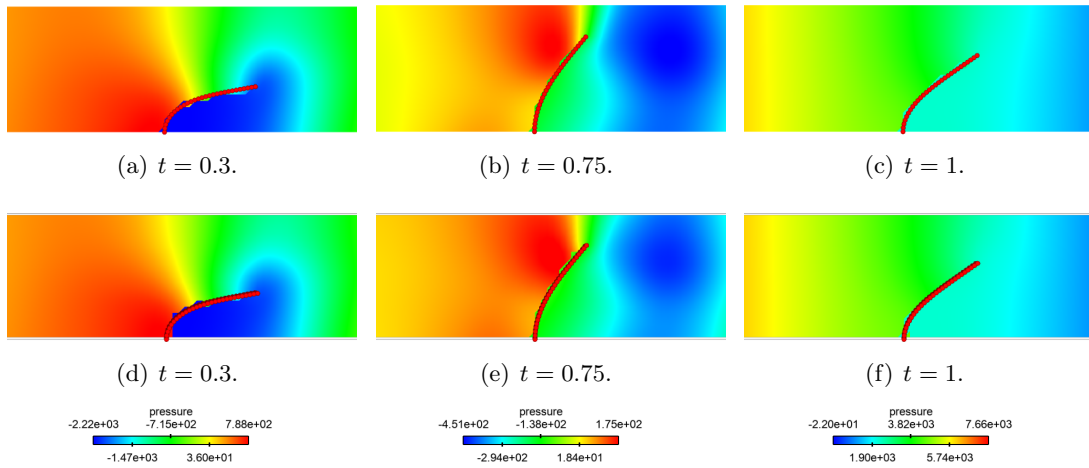 (a) t = 0.3. (b) t = 0.75. (c) t = 1.
(d) t = 0.3. (e) t = 0.75. (f) t = 1.
pressure pressure pressure
-2.22e+03 -7.15e+02 7.88e+02 -4.51e+02 -1.38e+02 1.75e+02 -2.20e+01 3.82e+03 7.66e+03
-1.47e+03 3.60e+01 -2.94e+02 1.84e+01 1.90e+03 5.74e+03